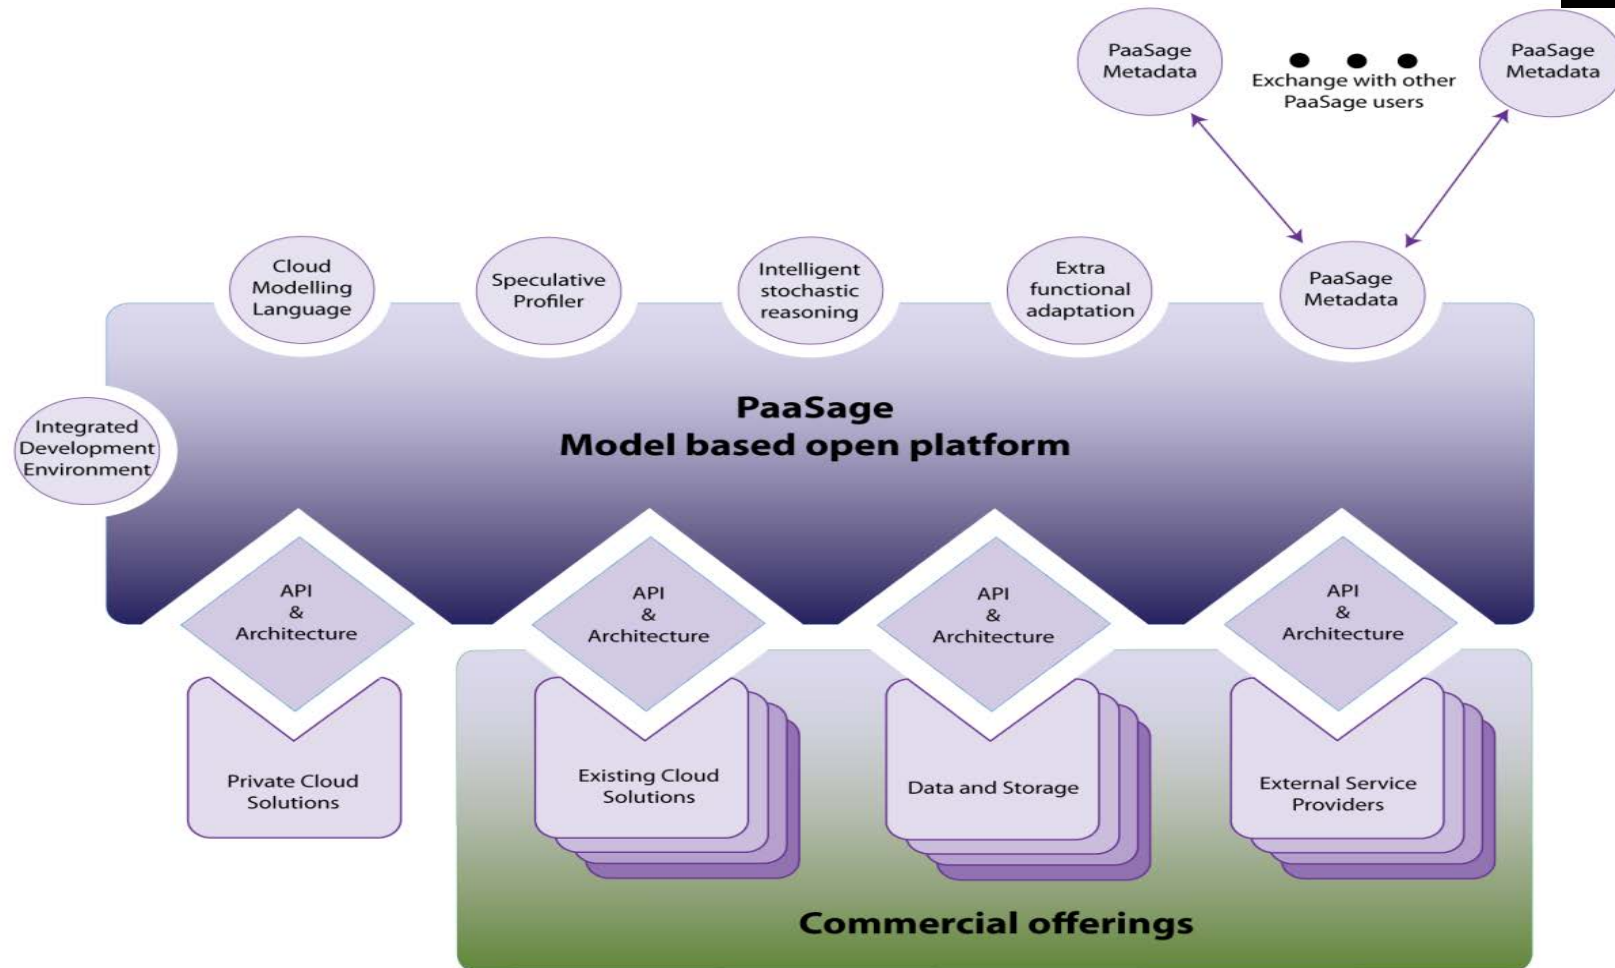 PaaSage
Metadata
Exchange with other
PaaSage users
PaaSage
Metadata
Cloud
Modelling
Language
Speculative
Profiler
Intelligent
stochastic
reasoning
Extra
functional
adaptation
PaaSage
Metadata
Integrated
Development
Environment
PaaSage
Model based open platform
API
&
Architecture
API
&
Architecture
API
&
Architecture
API
&
Architecture
Private Cloud
Solutions
Existing Cloud
Solutions
Data and Storage
External Service
Providers
Commercial offerings